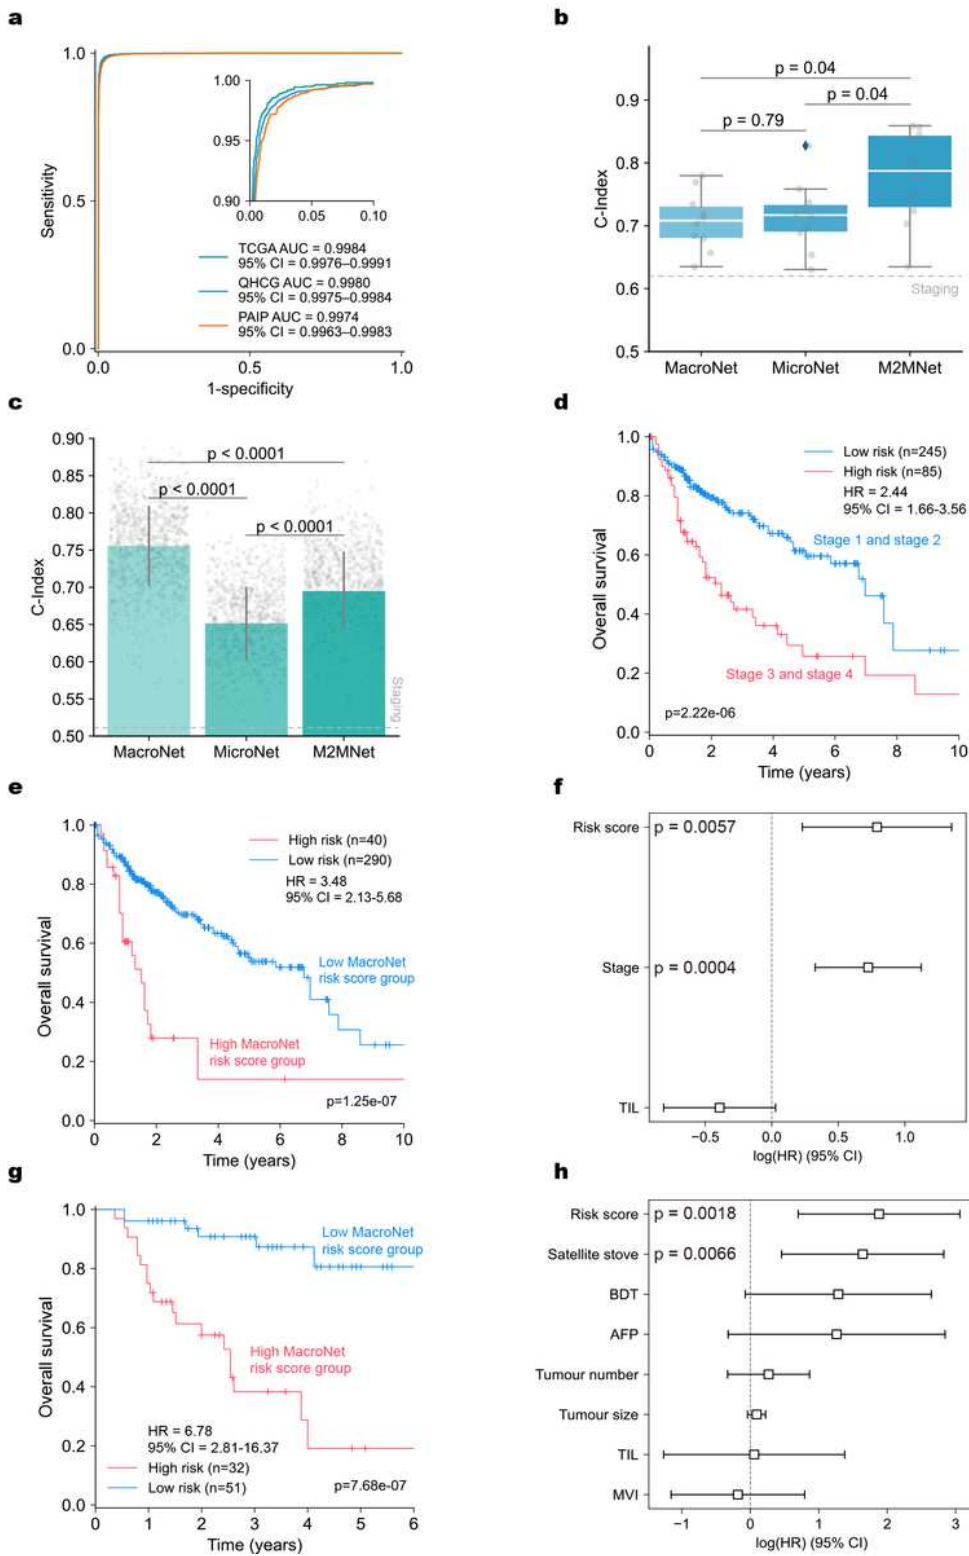 a
1.0
0.5
0.0
Sensitivity
0.0
0.5
1.0
1-specificity
1.00
0.95
0.90
0.00
0.05
0.10
TCGA AUC = 0.9984
95% CI = 0.9976–0.9991
QHCG AUC = 0.9980
95% CI = 0.9975–0.9984
PAIP AUC = 0.9974
95% CI = 0.9963–0.9983
b
p = 0.04
p = 0.04
p = 0.79
0.9
0.8
0.7
0.6
0.5
C-Index
Staging
MacroNet
MicroNet
M2MNet
c
0.90
0.85
0.80
0.75
0.70
0.65
0.60
0.55
0.50
C-Index
p < 0.0001
p < 0.0001
p < 0.0001
Staging
MacroNet
MicroNet
M2MNet
d
1.0
0.8
0.6
0.4
0.2
0.0
Overall survival
Low risk (n=245)
High risk (n=85)
HR = 2.44
95% CI = 1.66-3.56
Stage 1 and stage 2
Stage 3 and stage 4
p=2.22e-06
0
2
4
6
8
10
Time (years)
e
1.0
0.8
0.6
0.4
0.2
0.0
Overall survival
High risk (n=40)
Low risk (n=290)
HR = 3.48
95% CI = 2.13-5.68
Low MacroNet
risk score group
High MacroNet
risk score group
p=1.25e-07
0
2
4
6
8
10
Time (years)
f
Risk score
p = 0.0057
Stage
p = 0.0004
TIL
−0.5
0.0
0.5
1.0
log(HR) (95% CI)
g
1.0
0.8
0.6
0.4
0.2
0.0
Overall survival
Low MacroNet
risk score group
High MacroNet
risk score group
HR = 6.78
95% CI = 2.81-16.37
High risk (n=32)
Low risk (n=51)
p=7.68e-07
0
1
2
3
4
5
6
Time (years)
h
Risk score
p = 0.0018
Satellite stove
p = 0.0066
BDT
AFP
Tumour number
Tumour size
TIL
MVI
−1
0
1
2
3
log(HR) (95% CI)